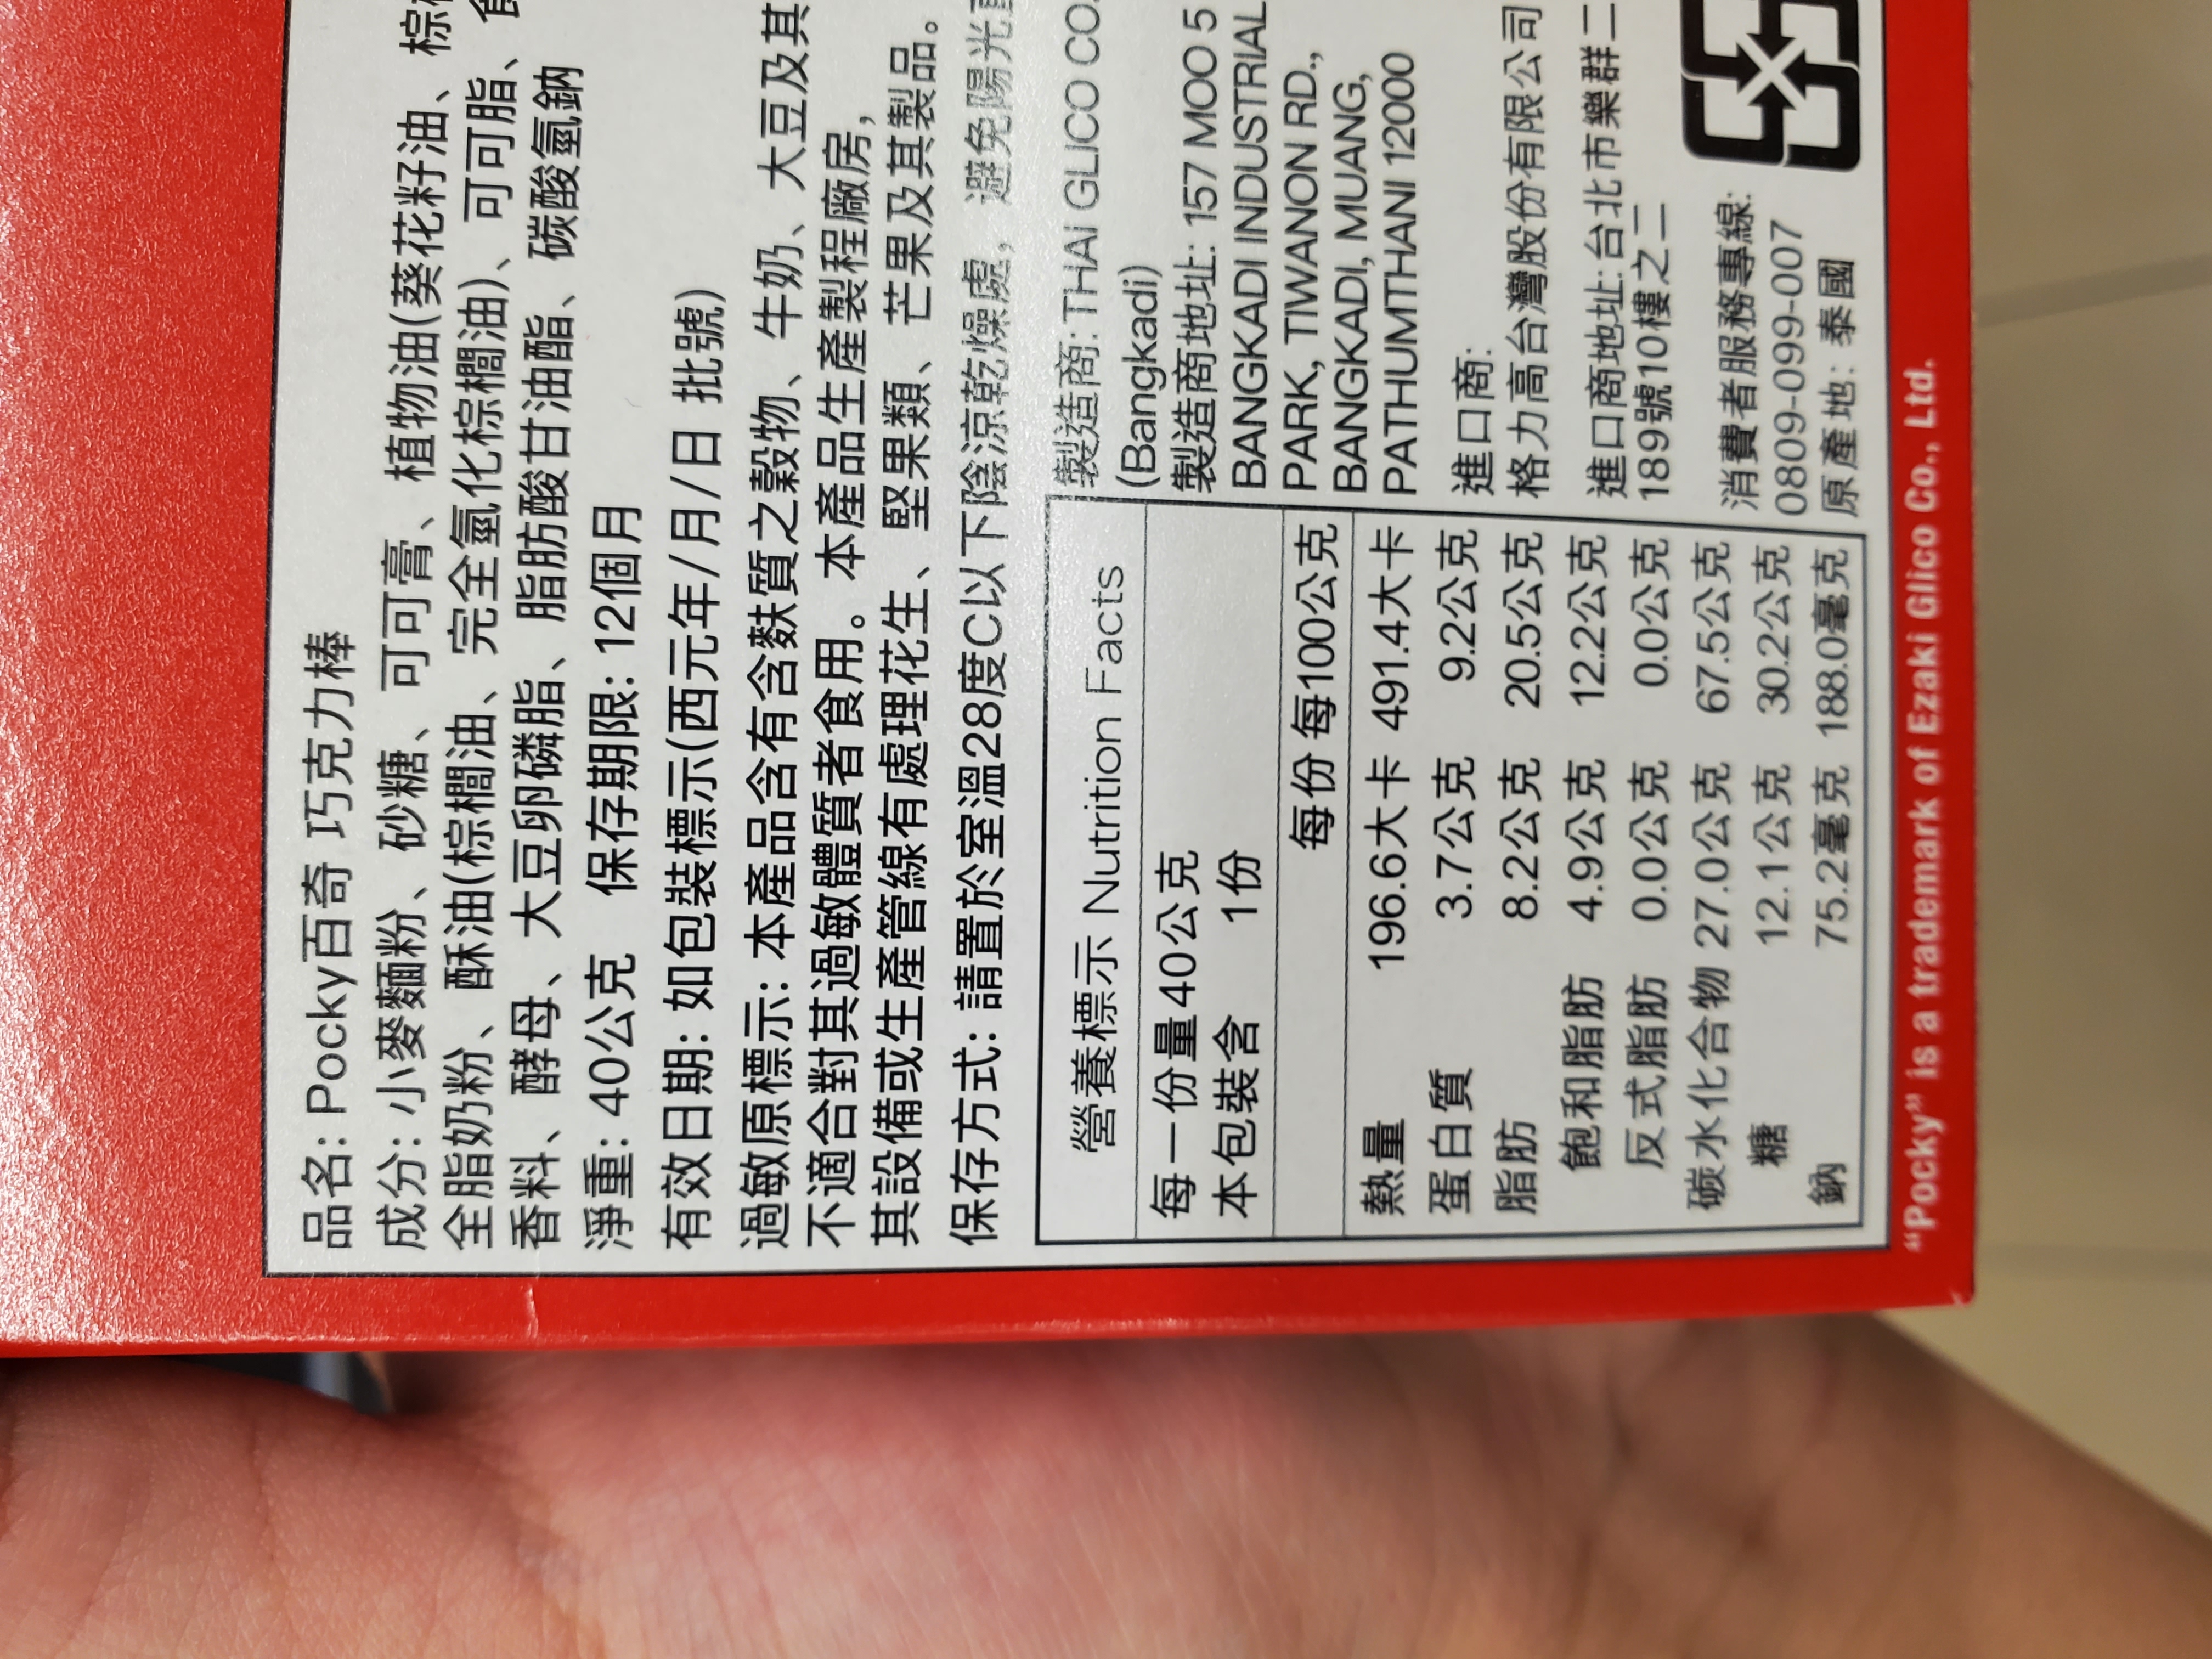 品名: Pocky百奇 巧克力棒
成分: 小麥麵粉、砂糖、可可膏、植物油(葵花籽油、棕
全脂奶粉、酥油(棕櫚油、完全氫化棕櫚油)、可可脂、食
香料、酵母、大豆卵磷脂、脂肪酸甘油酯、碳酸氫鈉
淨重: 40公克 保存期限: 12個月
有效日期: 如包裝標示(西元年/月/日 批號)
過敏原標示: 本產品含有含麩質之穀物、牛奶、大豆及其
不適合對其過敏體質者食用。本產品生產製程廠房,
其設備或生產管線有處理花生、堅果類、芒果及其製品。
保存方式: 請置於室溫28度C以下陰涼乾燥處, 避免陽光直
營養標示 Nutrition Facts
每一份量40公克
本包裝含 1份
每份 每100公克
熱量 196.6大卡 491.4大卡
蛋白質 3.7公克 9.2公克
脂肪 8.2公克 20.5公克
飽和脂肪 4.9公克 12.2公克
反式脂肪 0.0公克 0.0公克
碳水化合物 27.0公克 67.5公克
糖 12.1公克 30.2公克
鈉 75.2毫克 188.0毫克
製造商: THAI GLICO CO.
(Bangkadi)
製造商地址: 157 MOO 5
BANGKADI INDUSTRIAL
PARK, TIWANON RD.,
BANGKADI, MUANG,
PATHUMTHANI 12000
進口商:
格力高台灣股份有限公司
進口商地址: 台北市樂群二
189號10樓之二
消費者服務專線:
0809-099-007
原產地: 泰國
“Pocky” is a trademark of Ezaki Glico Co., Ltd.